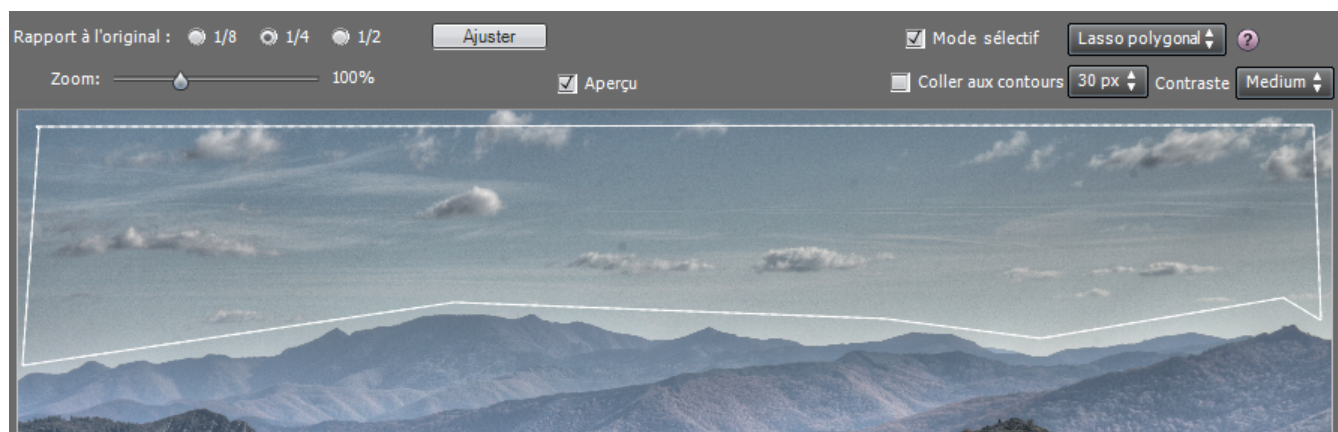 Rapport à l'original : 1/8 1/4 1/2 Ajuster Mode sélectif Lasso polygonal ?
Zoom: 100% Aperçu Coller aux contours 30 px Contraste Medium